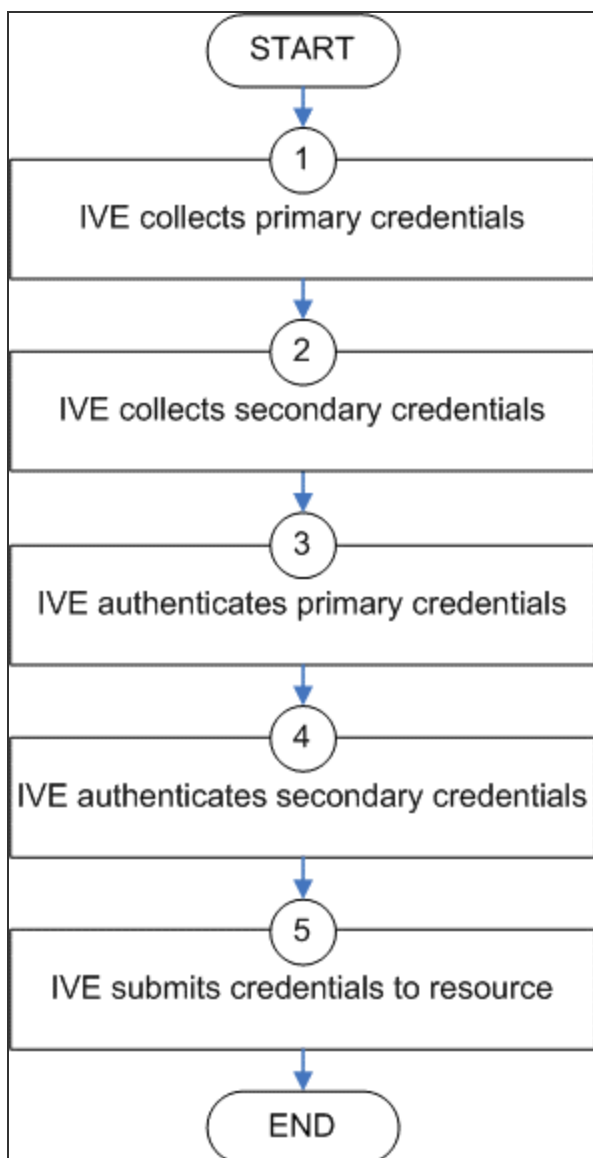 START
1
IVE collects primary credentials
2
IVE collects secondary credentials
3
IVE authenticates primary credentials
4
IVE authenticates secondary credentials
5
IVE submits credentials to resource
END